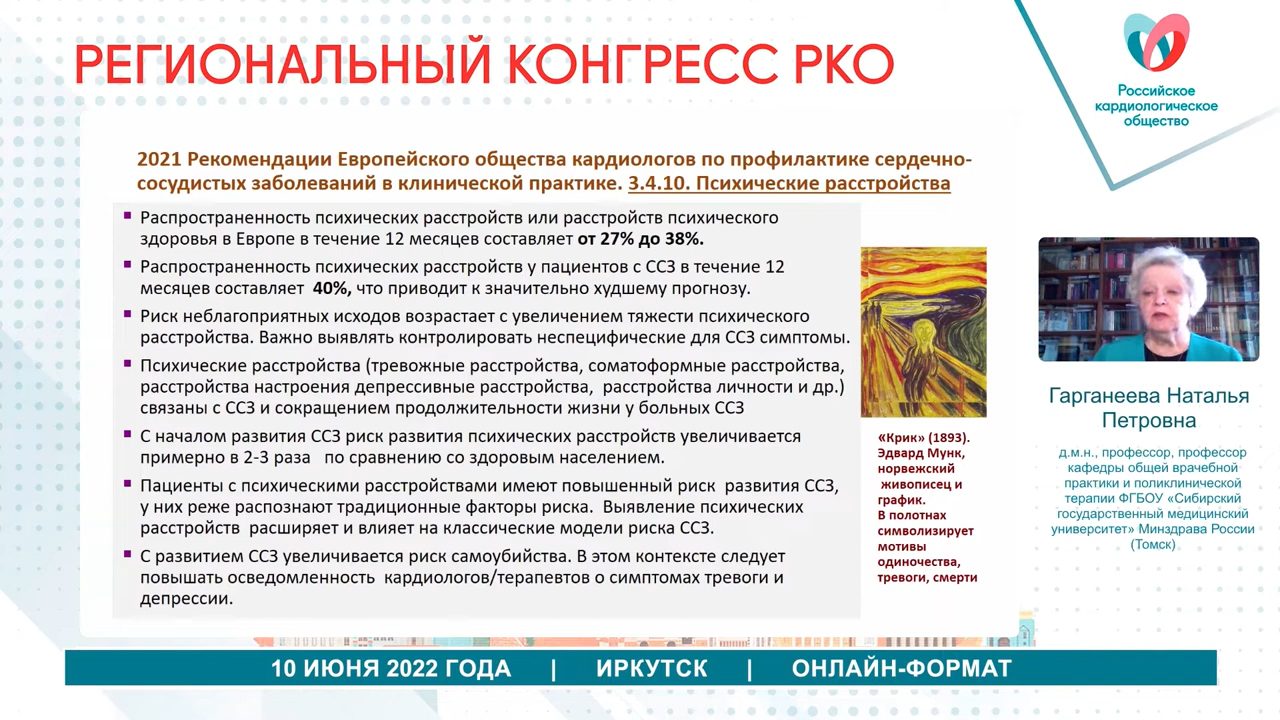 РЕГИОНАЛЬНЫЙ КОНГРЕСС РКО
Российское
кардиологическое
общество
2021 Рекомендации Европейского общества кардиологов по профилактике сердечно-
сосудистых заболеваний в клинической практике. 3.4.10. Психические расстройства
▪ Распространенность психических расстройств или расстройств психического
здоровья в Европе в течение 12 месяцев составляет от 27% до 38%.
▪ Распространенность психических расстройств у пациентов с ССЗ в течение 12
месяцев составляет 40%, что приводит к значительно худшему прогнозу.
▪ Риск неблагоприятных исходов возрастает с увеличением тяжести психического
расстройства. Важно выявлять контролировать неспецифические для ССЗ симптомы.
▪ Психические расстройства (тревожные расстройства, соматоформные расстройства,
расстройства настроения депрессивные расстройства, расстройства личности и др.)
связаны с ССЗ и сокращением продолжительности жизни у больных ССЗ
▪ С началом развития ССЗ риск развития психических расстройств увеличивается
примерно в 2-3 раза по сравнению со здоровым населением.
▪ Пациенты с психическими расстройствами имеют повышенный риск развития ССЗ,
у них реже распознают традиционные факторы риска. Выявление психических
расстройств расширяет и влияет на классические модели риска ССЗ.
▪ С развитием ССЗ увеличивается риск самоубийства. В этом контексте следует
повышать осведомленность кардиологов/терапевтов о симптомах тревоги и
депрессии.
«Крик» (1893).
Эдвард Мунк,
норвежский
живописец и
график.
В полотнах
символизирует
мотивы
одиночества,
тревоги, смерти
Гарганеева Наталья
Петровна
д.м.н., профессор, профессор
кафедры общей врачебной
практики и поликлинической
терапии ФГБОУ «Сибирский
государственный медицинский
университет» Минздрава России
(Томск)
10 ИЮНЯ 2022 ГОДА | ИРКУТСК | ОНЛАЙН-ФОРМАТ